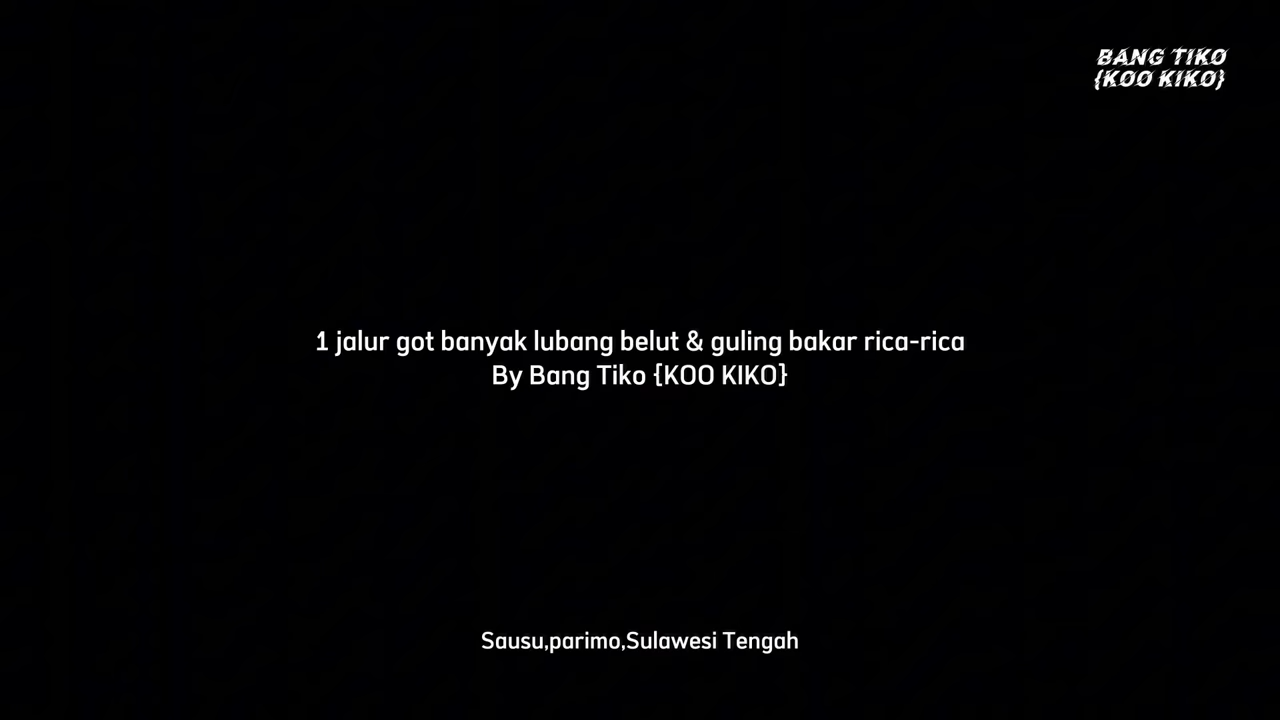 BANG TIKO
{KOO KIKO}
1 jalur got banyak lubang belut & guling bakar rica-rica
By Bang Tiko {KOO KIKO}
Sausu,parimo,Sulawesi Tengah